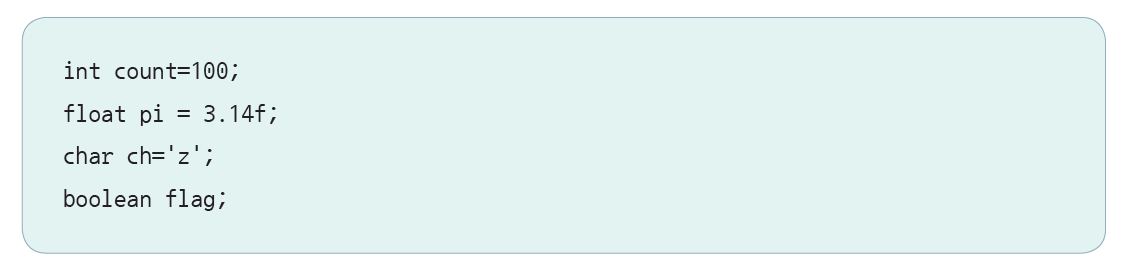 int count=100;
float pi = 3.14f;
char ch='z';
boolean flag;